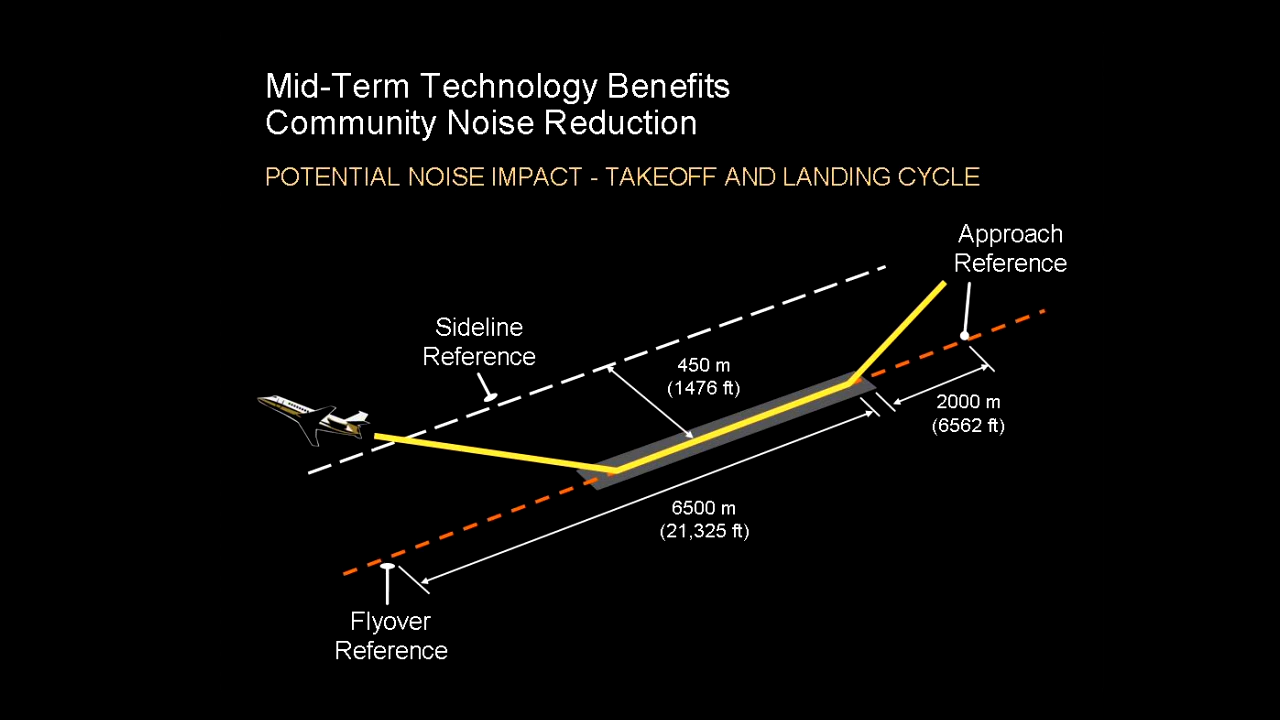 Mid-Term Technology Benefits
Community Noise Reduction
POTENTIAL NOISE IMPACT - TAKEOFF AND LANDING CYCLE
Approach
Reference
Sideline
Reference
450 m
(1476 ft)
2000 m
(6562 ft)
6500 m
(21,325 ft)
Flyover
Reference